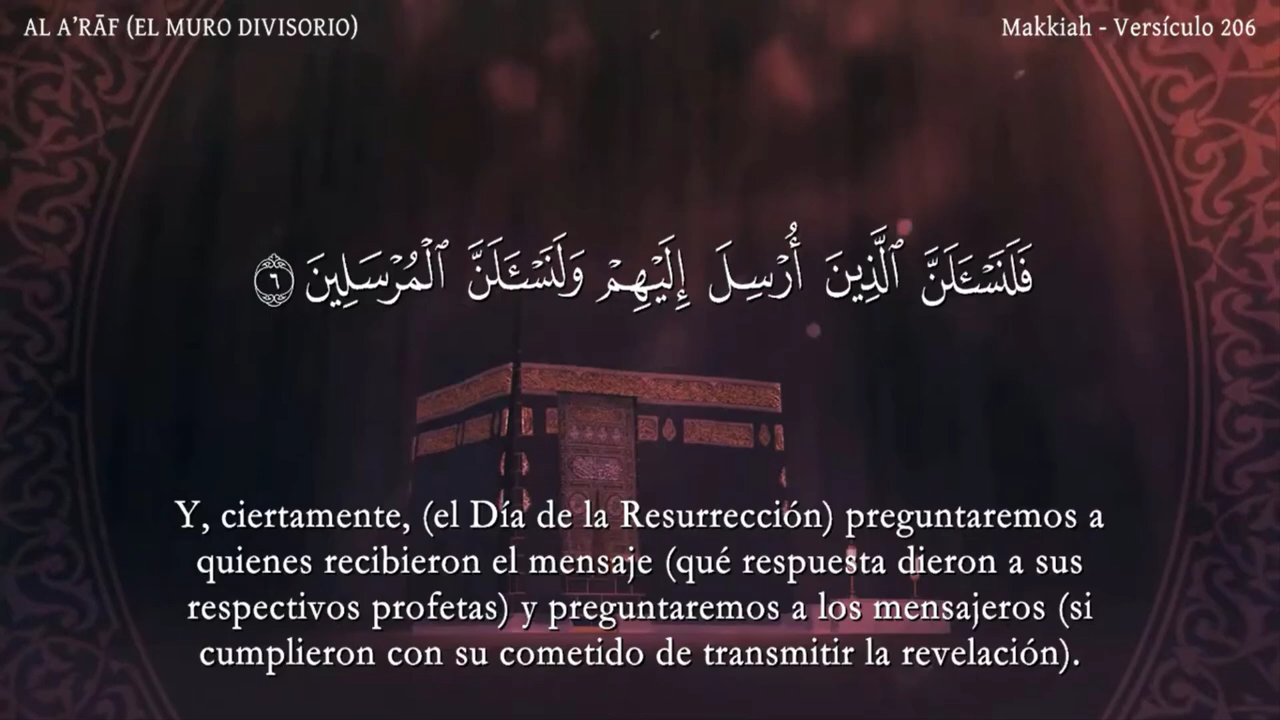 AL A’RĀF (EL MURO DIVISORIO)
Makkiah - Versículo 206
فَلَنَسْـَٔلَنَّ ٱلَّذِينَ أُرْسِلَ إِلَيْهِمْ وَلَنَسْـَٔلَنَّ ٱلْمُرْسَلِينَ ٦
Y, ciertamente, (el Día de la Resurrección) preguntaremos a
quienes recibieron el mensaje (qué respuesta dieron a sus
respectivos profetas) y preguntaremos a los mensajeros (si
cumplieron con su cometido de transmitir la revelación).